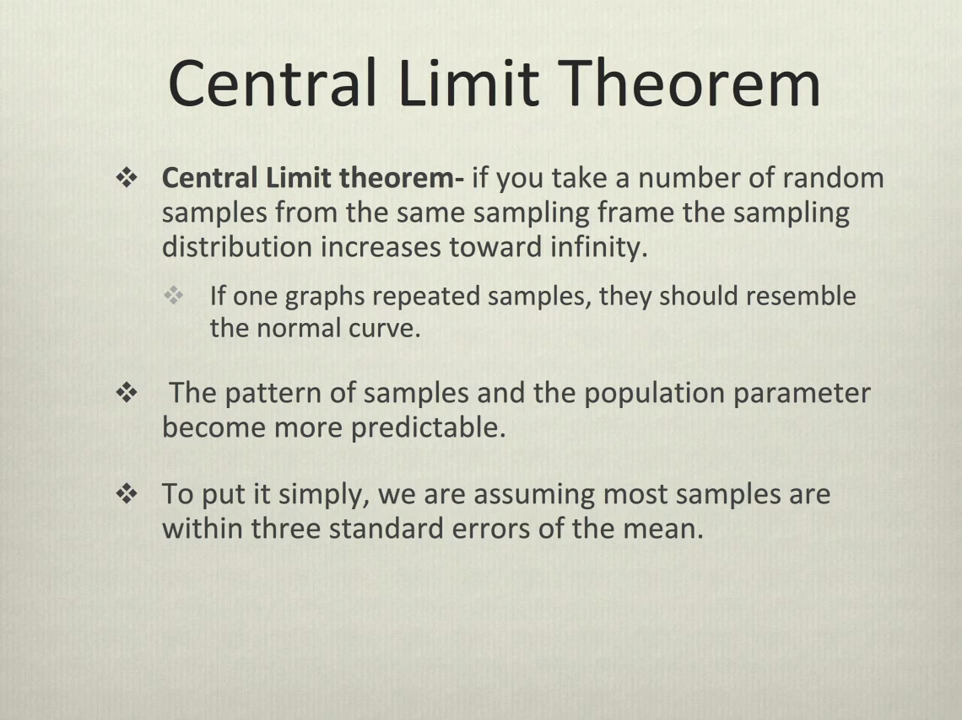 Central Limit Theorem
Central Limit theorem- if you take a number of random
samples from the same sampling frame the sampling
distribution increases toward infinity.
If one graphs repeated samples, they should resemble
the normal curve.
The pattern of samples and the population parameter
become more predictable.
To put it simply, we are assuming most samples are
within three standard errors of the mean.